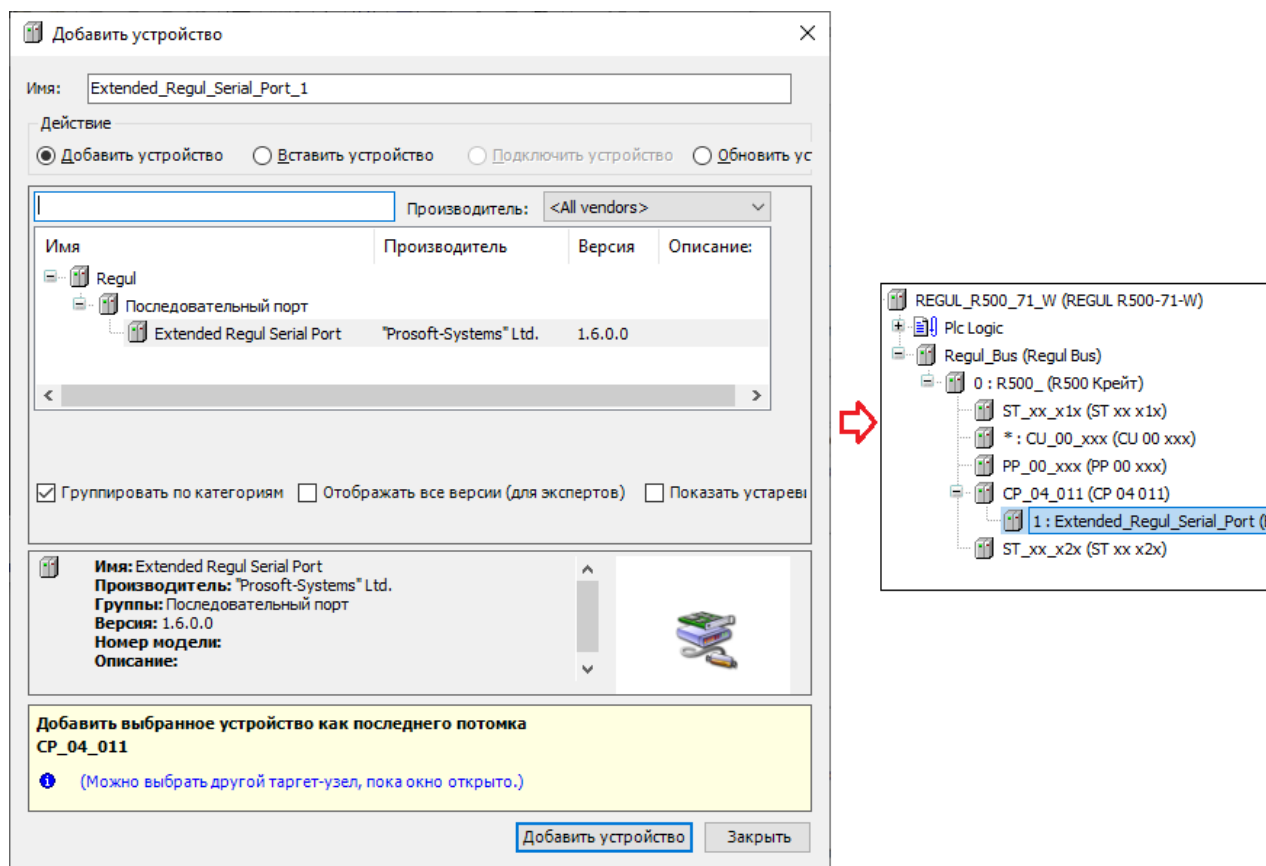 Добавить устройство
Имя: Extended_Regul_Serial_Port_1
Действие
Добавить устройство Вставить устройство Подключить устройство Обновить ус
Производитель: <All vendors>
Имя Производитель Версия Описание:
Regul
Последовательный порт
Extended Regul Serial Port "Prosoft-Systems" Ltd. 1.6.0.0
Группировать по категориям Отображать все версии (для экспертов) Показать устарев
Имя: Extended Regul Serial Port
Производитель: "Prosoft-Systems" Ltd.
Группы: Последовательный порт
Версия: 1.6.0.0
Номер модели:
Описание:
Добавить выбранное устройство как последнего потомка
CP_04_011
(Можно выбрать другой таргет-узел, пока окно открыто.)
Добавить устройство Закрыть
REGUL_R500_71_W (REGUL R500-71-W)
Plc Logic
Regul_Bus (Regul Bus)
0 : R500_ (R500 Крейт)
ST_xx_x1x (ST xx x1x)
* : CU_00_xxx (CU 00 xxx)
PP_00_xxx (PP 00 xxx)
CP_04_011 (CP 04 011)
1 : Extended_Regul_Serial_Port (
ST_xx_x2x (ST xx x2x)